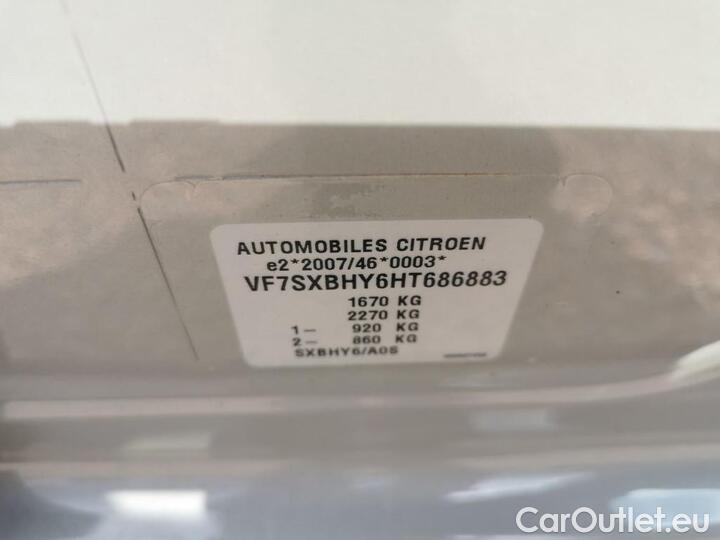 AUTOMOBILES CITROEN
e2*2007/46*0003*
VF7SXBHY6HT686883
1670 KG
2270 KG
1- 920 KG
2- 860 KG
SXBHY6/A0S
CarOutlet.eu